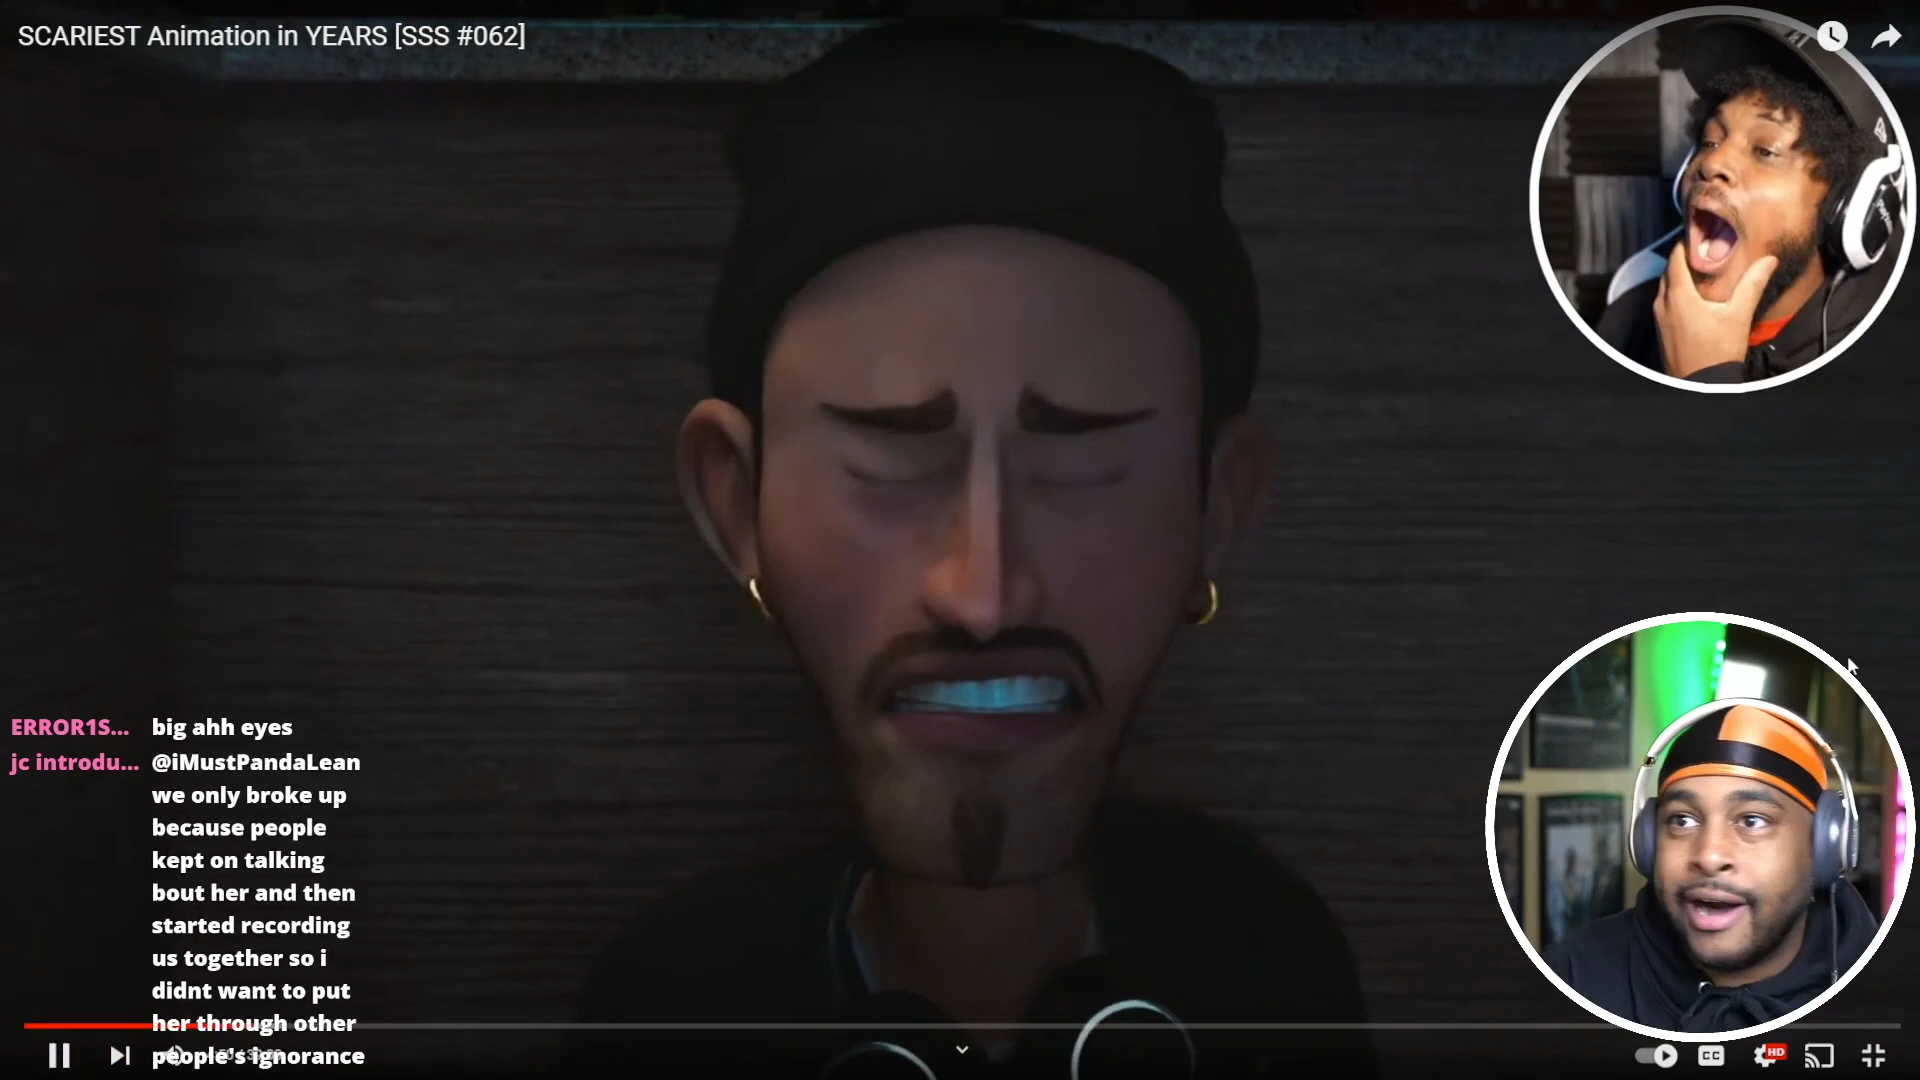 SCARIEST Animation in YEARS [SSS #062]
ERROR1S... big ahh eyes
jc introdu... @iMustPandaLean
we only broke up
because people
kept on talking
bout her and then
started recording
us together so i
didnt want to put
her through other
people's ignorance
CC
HD